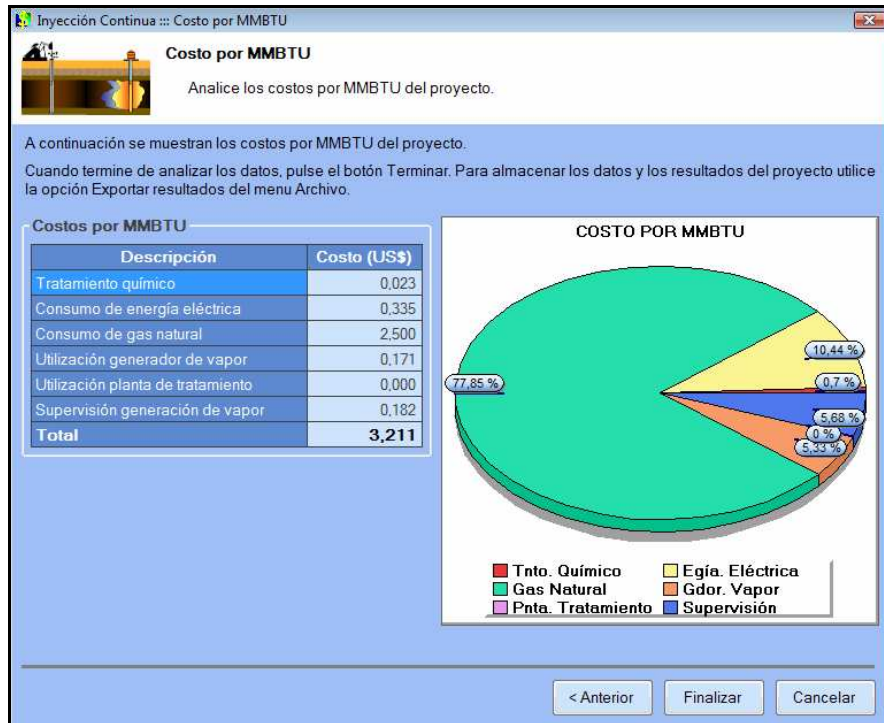 Inyección Continua ::: Costo por MMBTU
Costo por MMBTU
Analice los costos por MMBTU del proyecto.
A continuación se muestran los costos por MMBTU del proyecto.
Cuando termine de analizar los datos, pulse el botón Terminar. Para almacenar los datos y los resultados del proyecto utilice
la opción Exportar resultados del menu Archivo.
Costos por MMBTU
Descripción Costo (US$)
Tratamiento químico 0,023
Consumo de energía eléctrica 0,335
Consumo de gas natural 2,500
Utilización generador de vapor 0,171
Utilización planta de tratamiento 0,000
Supervisión generación de vapor 0,182
Total 3,211
COSTO POR MMBTU
10,44 %
77,85 %
0,7 %
5,68 %
0 %
5,33 %
Tnto. Químico Egía. Eléctrica
Gas Natural Gdor. Vapor
Pnta. Tratamiento Supervisión
< Anterior Finalizar Cancelar